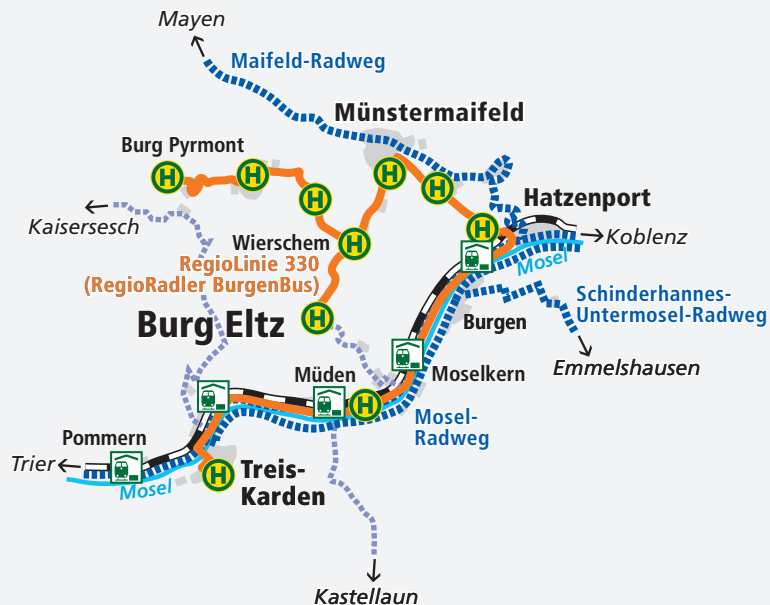 Mayen
Maifeld-Radweg
Münstermaifeld
Burg Pyrmont
H
H
H
H
H
Hatzenport
Kaisersesch
H
H
Wierschem
Koblenz
RegioLinie 330
(RegioRadler BurgenBus)
Mosel
Schinderhannes-
Untermosel-Radweg
Burg Eltz
H
Burgen
Emmelshausen
Müden
Moselkern
H
Mosel-
Radweg
Pommern
Trier
Mosel
H
Treis-
Karden
Kastellaun